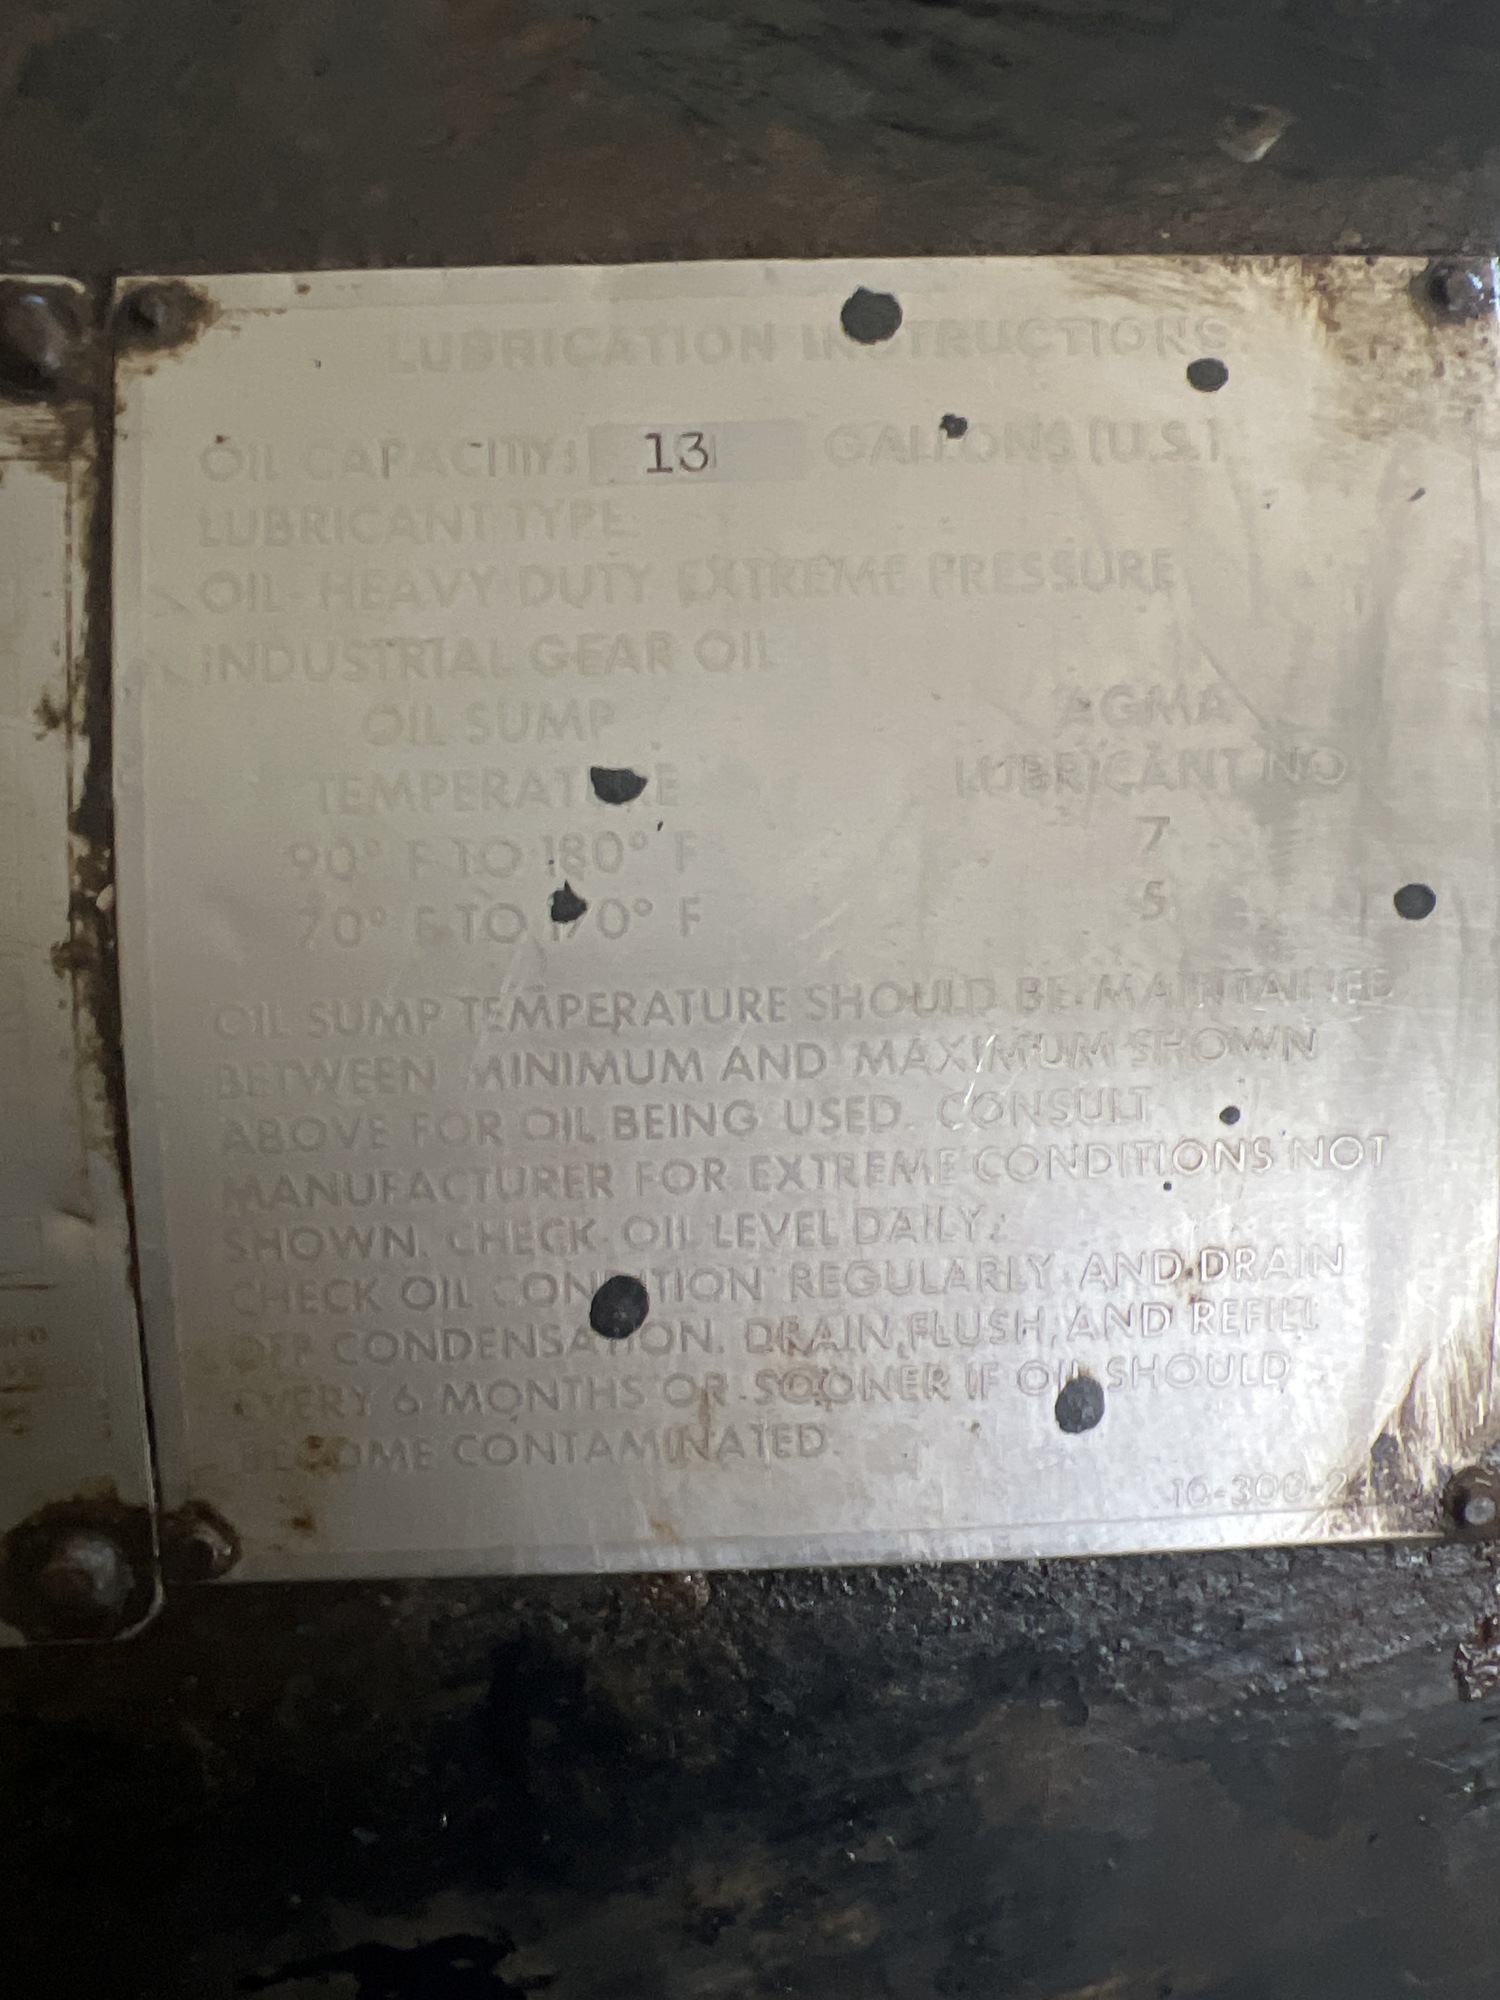 LUBRICATION INSTRUCTIONS
OIL CAPACITY: 13 GALLONS (U.S.)
LUBRICANT TYPE:
OIL-HEAVY DUTY EXTREME PRESSURE
INDUSTRIAL GEAR OIL
OIL SUMP AGMA
TEMPERATURE LUBRICANT NO
90° F TO 180° F 7
70° F TO 170° F 5
OIL SUMP TEMPERATURE SHOULD BE MAINTAINED
BETWEEN MINIMUM AND MAXIMUM SHOWN
ABOVE FOR OIL BEING USED. CONSULT
MANUFACTURER FOR EXTREME CONDITIONS NOT
SHOWN. CHECK OIL LEVEL DAILY.
CHECK OIL CONDITION REGULARLY AND DRAIN
OFF CONDENSATION. DRAIN, FLUSH, AND REFILL
EVERY 6 MONTHS OR SOONER IF OIL SHOULD
BECOME CONTAMINATED.